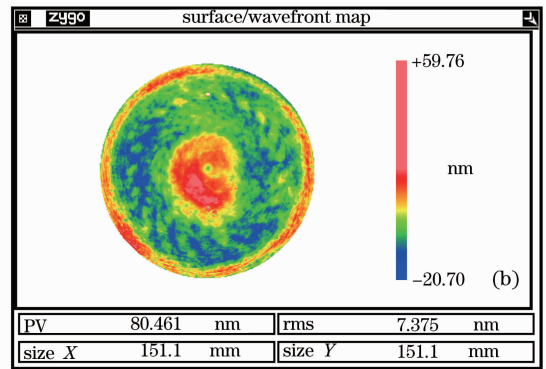 zygo surface/wavefront map
+59.76
nm
−20.70
(b)
PV 80.461 nm rms 7.375 nm
size X 151.1 mm size Y 151.1 mm